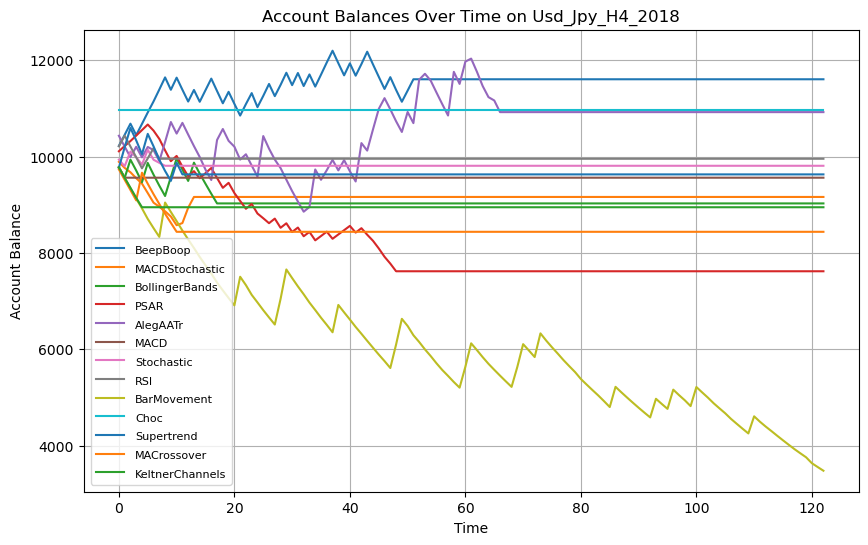 Account Balances Over Time on Usd_Jpy_H4_2018
Account Balance
12000
10000
8000
6000
4000
BeepBoop
MACDStochastic
BollingerBands
PSAR
AlegAATr
MACD
Stochastic
RSI
BarMovement
Choc
Supertrend
MACrossover
KeltnerChannels
0 20 40 60 80 100 120
Time